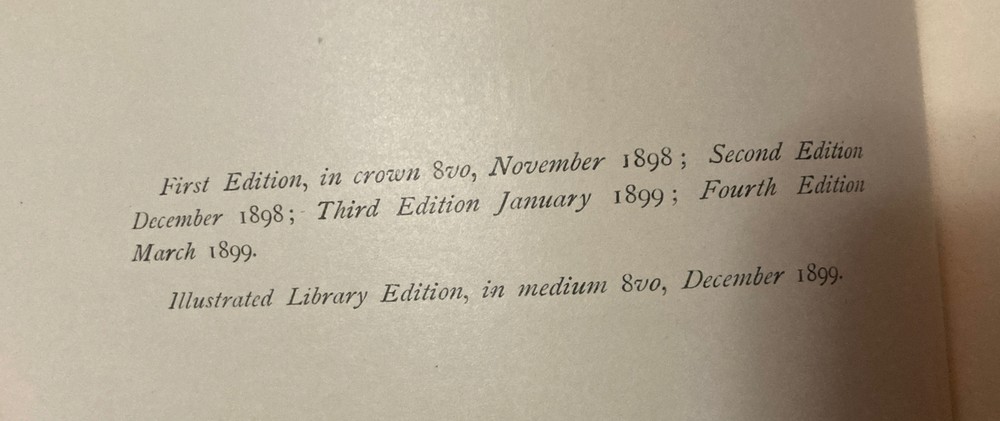 First Edition, in crown 8vo, November 1898; Second Edition
December 1898; Third Edition January 1899; Fourth Edition
March 1899.
Illustrated Library Edition, in medium 8vo, December 1899.